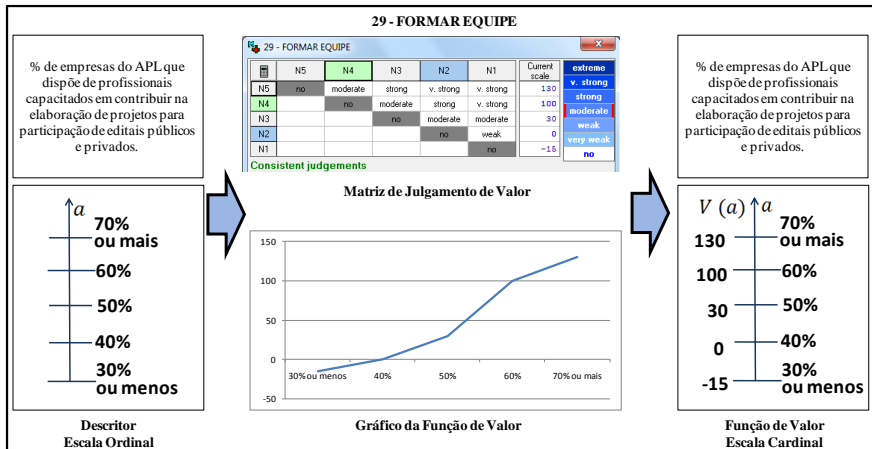 29 - FORMAR EQUIPE
% de empresas do APL que
dispõe de profissionais
capacitados em contribuir na
elaboração de projetos para
participação de editais públicos
e privados.
29 - FORMAR EQUIPE
N5 N4 N3 N2 N1 Current scale
N5 no moderate strong v. strong v. strong 130
N4 no moderate strong v. strong 100
N3 no moderate moderate 30
N2 no weak 0
N1 no -15
Consistent judgements
extreme
v. strong
strong
moderate
weak
very weak
no
Matriz de Julgamento de Valor
% de empresas do APL que
dispõe de profissionais
capacitados em contribuir na
elaboração de projetos para
participação de editais públicos
e privados.
a
70%
ou mais
60%
50%
40%
30%
ou menos
Descritor
Escala Ordinal
150
100
50
0
-50
30% ou menos 40% 50% 60% 70% ou mais
Gráfico da Função de Valor
V (a) a
130 70%
ou mais
100 60%
30 50%
0 40%
-15 30%
ou menos
Função de Valor
Escala Cardinal